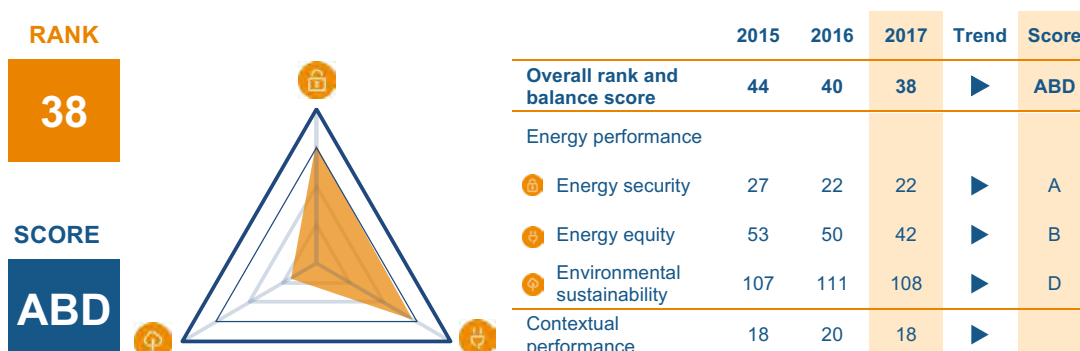 RANK
38
SCORE
ABD
2015 2016 2017 Trend Score
Overall rank and
balance score 44 40 38 ABD
Energy performance
Energy security 27 22 22 A
Energy equity 53 50 42 B
Environmental
sustainability 107 111 108 D
Contextual
performance 18 20 18